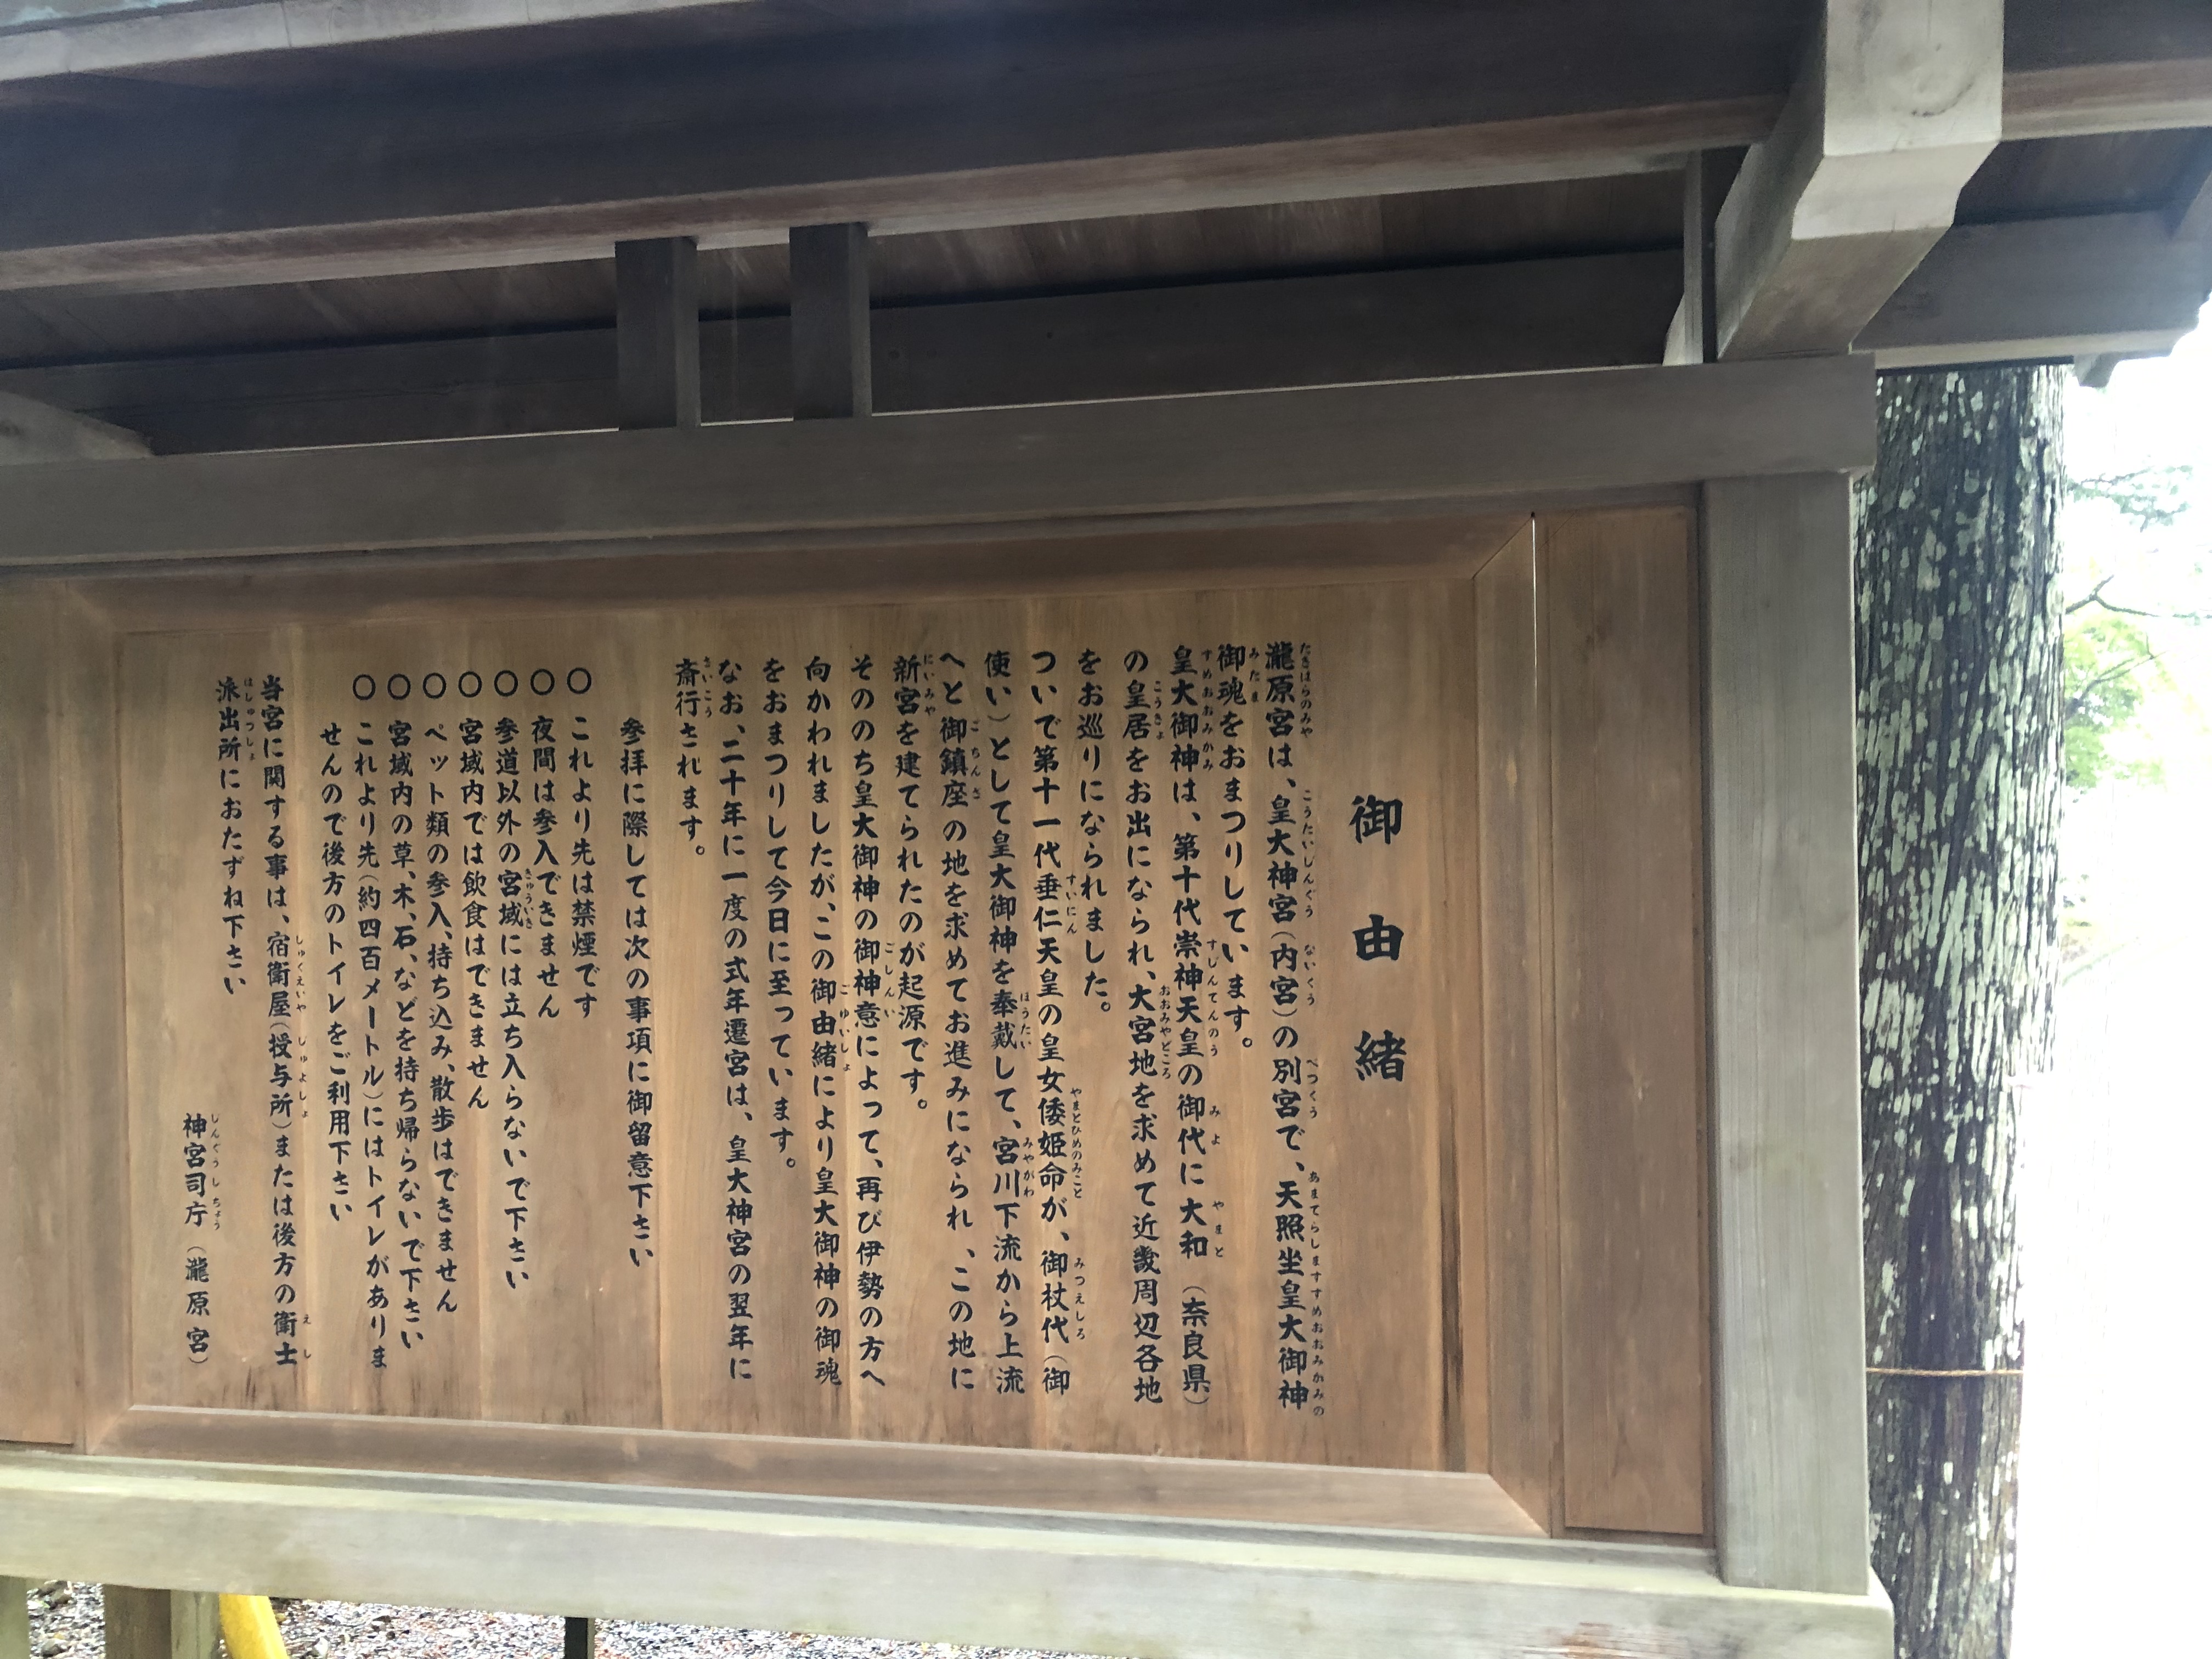 御由緒
瀧原宮は、皇大神宮（内宮）の別宮で、天照坐皇大御神
御魂をおまつりしています。
皇大御神は、第十代崇神天皇の御代に大和（奈良県）
の皇居をお出になられ、大宮地を求めて近畿周辺各地
をお巡りになられました。
ついで第十一代垂仁天皇の皇女倭姫命が、御杖代（御
使い）として皇大御神を奉戴して、宮川下流から上流
へと御鎮座の地を求めてお進みになられ、この地に
新宮を建てられたのが起源です。
そののち皇大御神の御神意によって、再び伊勢の方へ
向かわれましたが、この御由緒により皇大御神の御魂
をおまつりして今日に至っています。
なお、二十年に一度の式年遷宮は、皇大神宮の翌年に
斎行されます。
参拝に際しては次の事項に御留意下さい
〇これより先は禁煙です
〇夜間は参入できません
〇参道以外の宮域には立ち入らないで下さい
〇宮域内では飲食はできません
〇ペット類の参入、持ち込み、散歩はできません
〇宮域内の草、木、石、などを持ち帰らないで下さい
〇これより先（約四百メートル）にはトイレがありま
せんので後方のトイレをご利用下さい
当宮に関する事は、宿衛屋（授与所）または後方の衛士
派出所におたずね下さい
神宮司庁（瀧原宮）